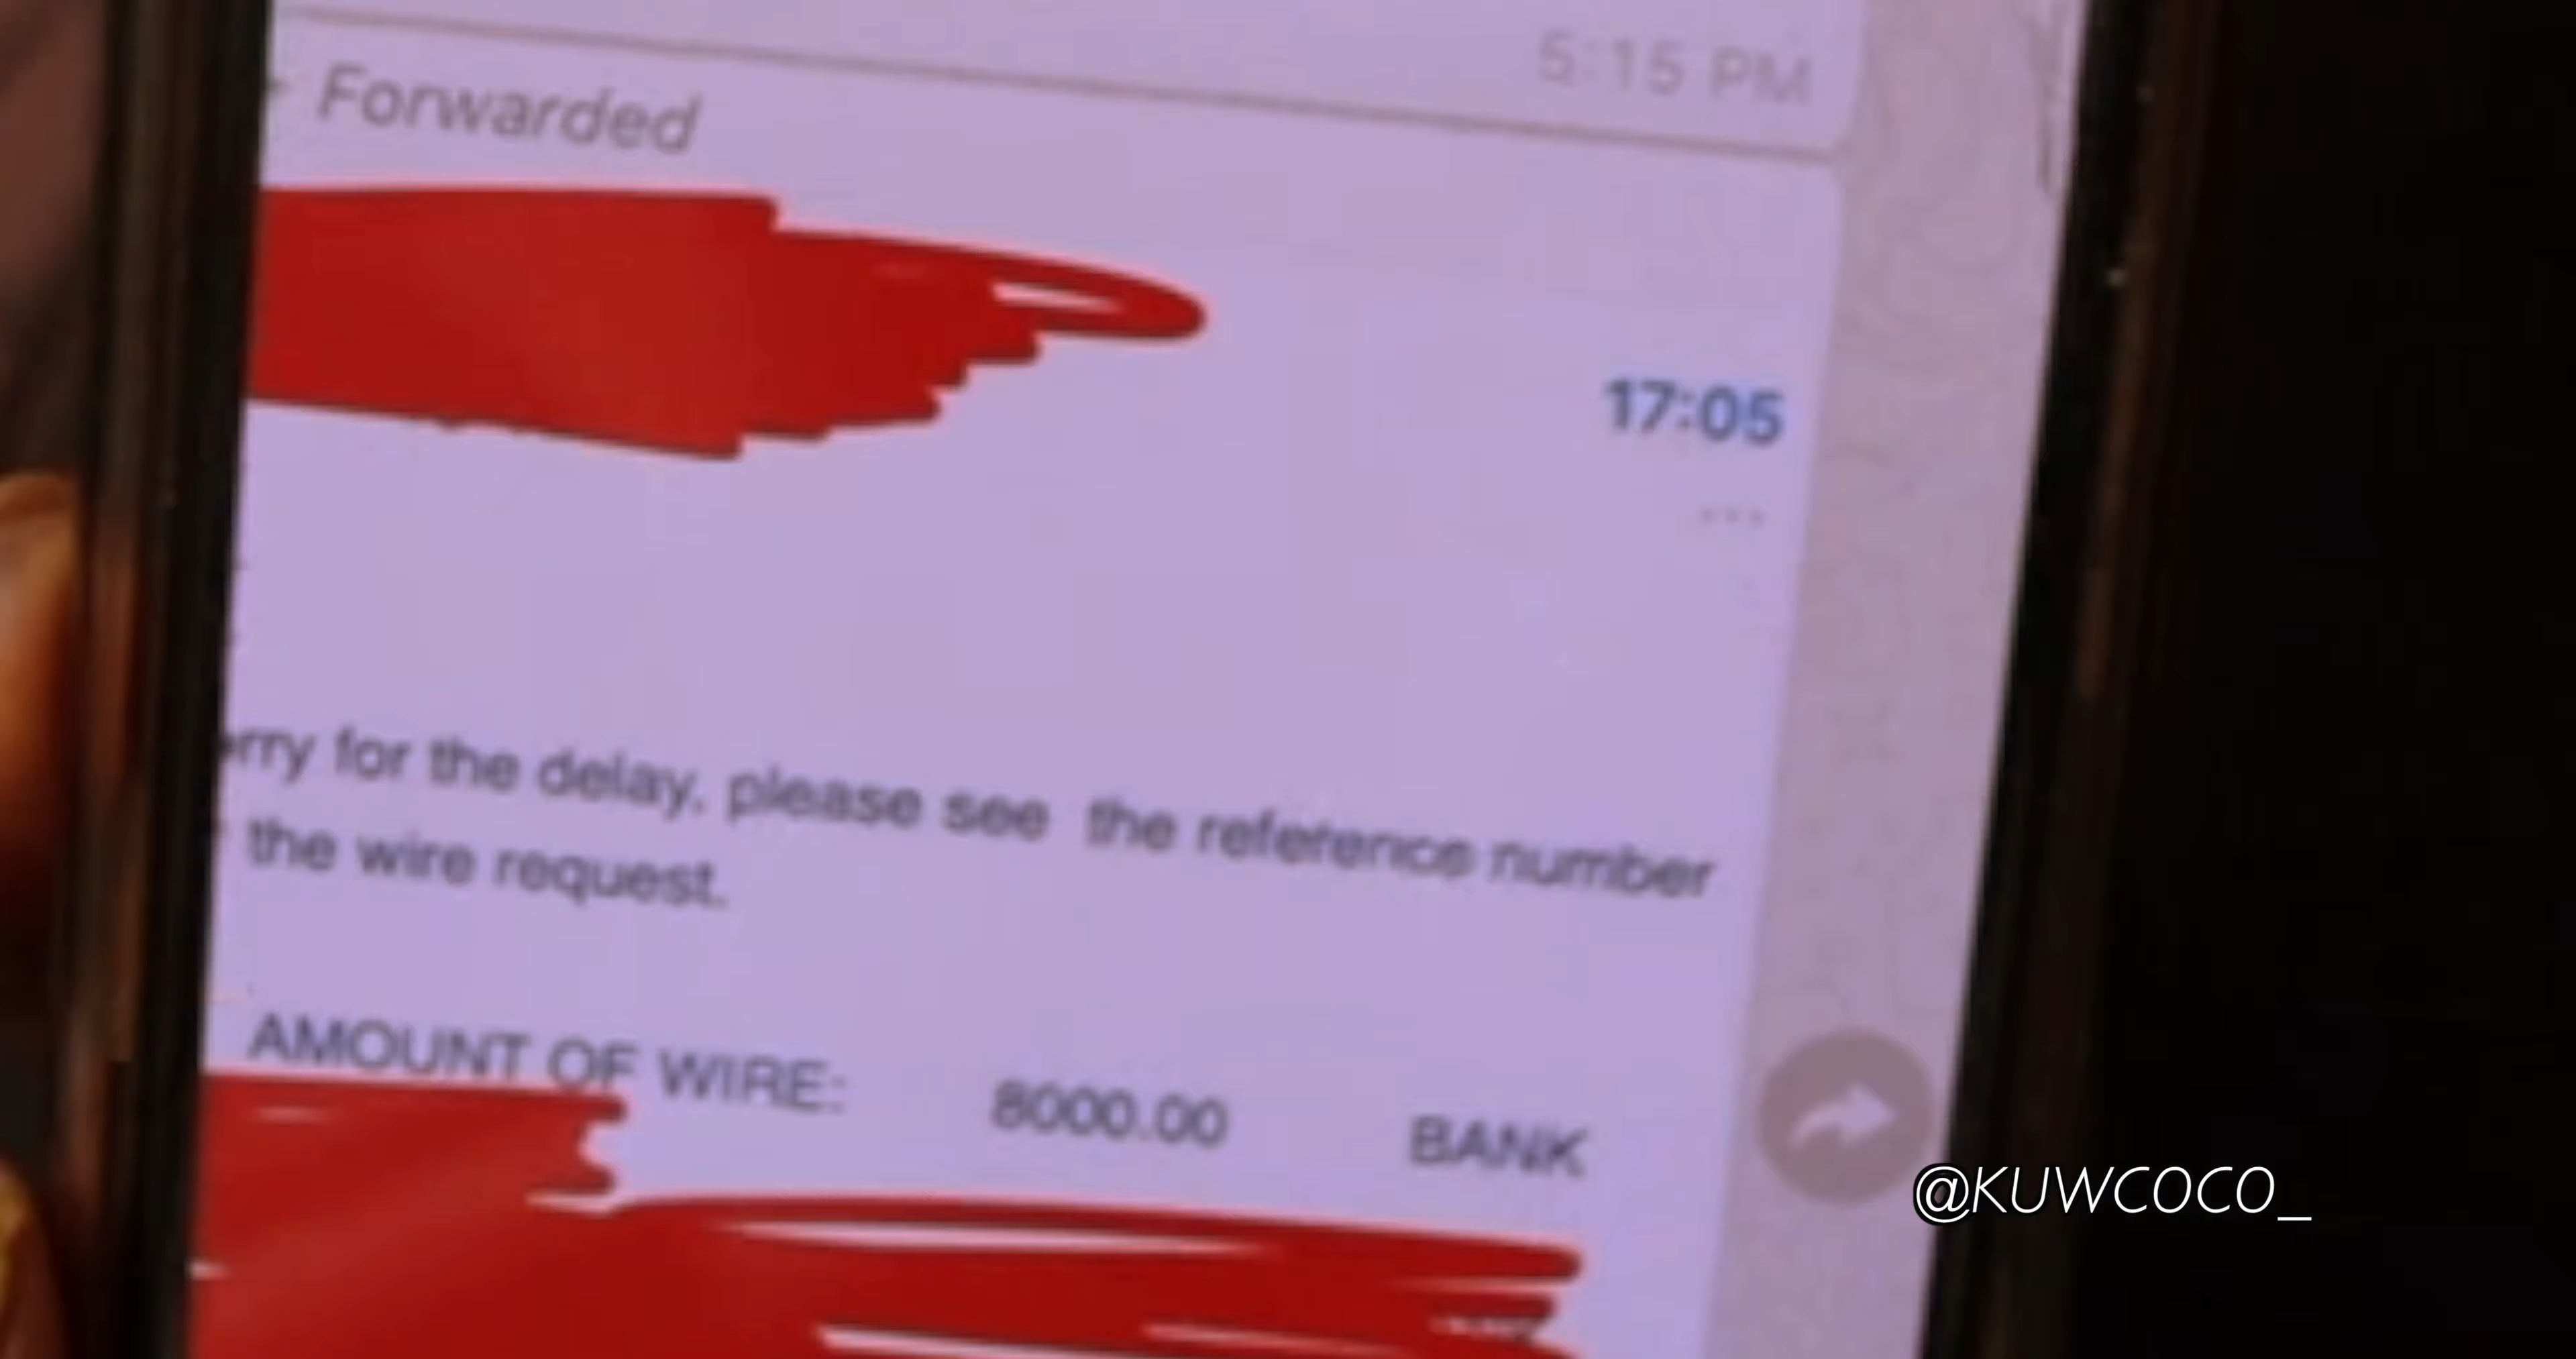 5:15 PM
Forwarded
17:05
...
rry for the delay, please see the reference number
the wire request.
AMOUNT OF WIRE: 8000.00 BANK
@KUWCOCO_